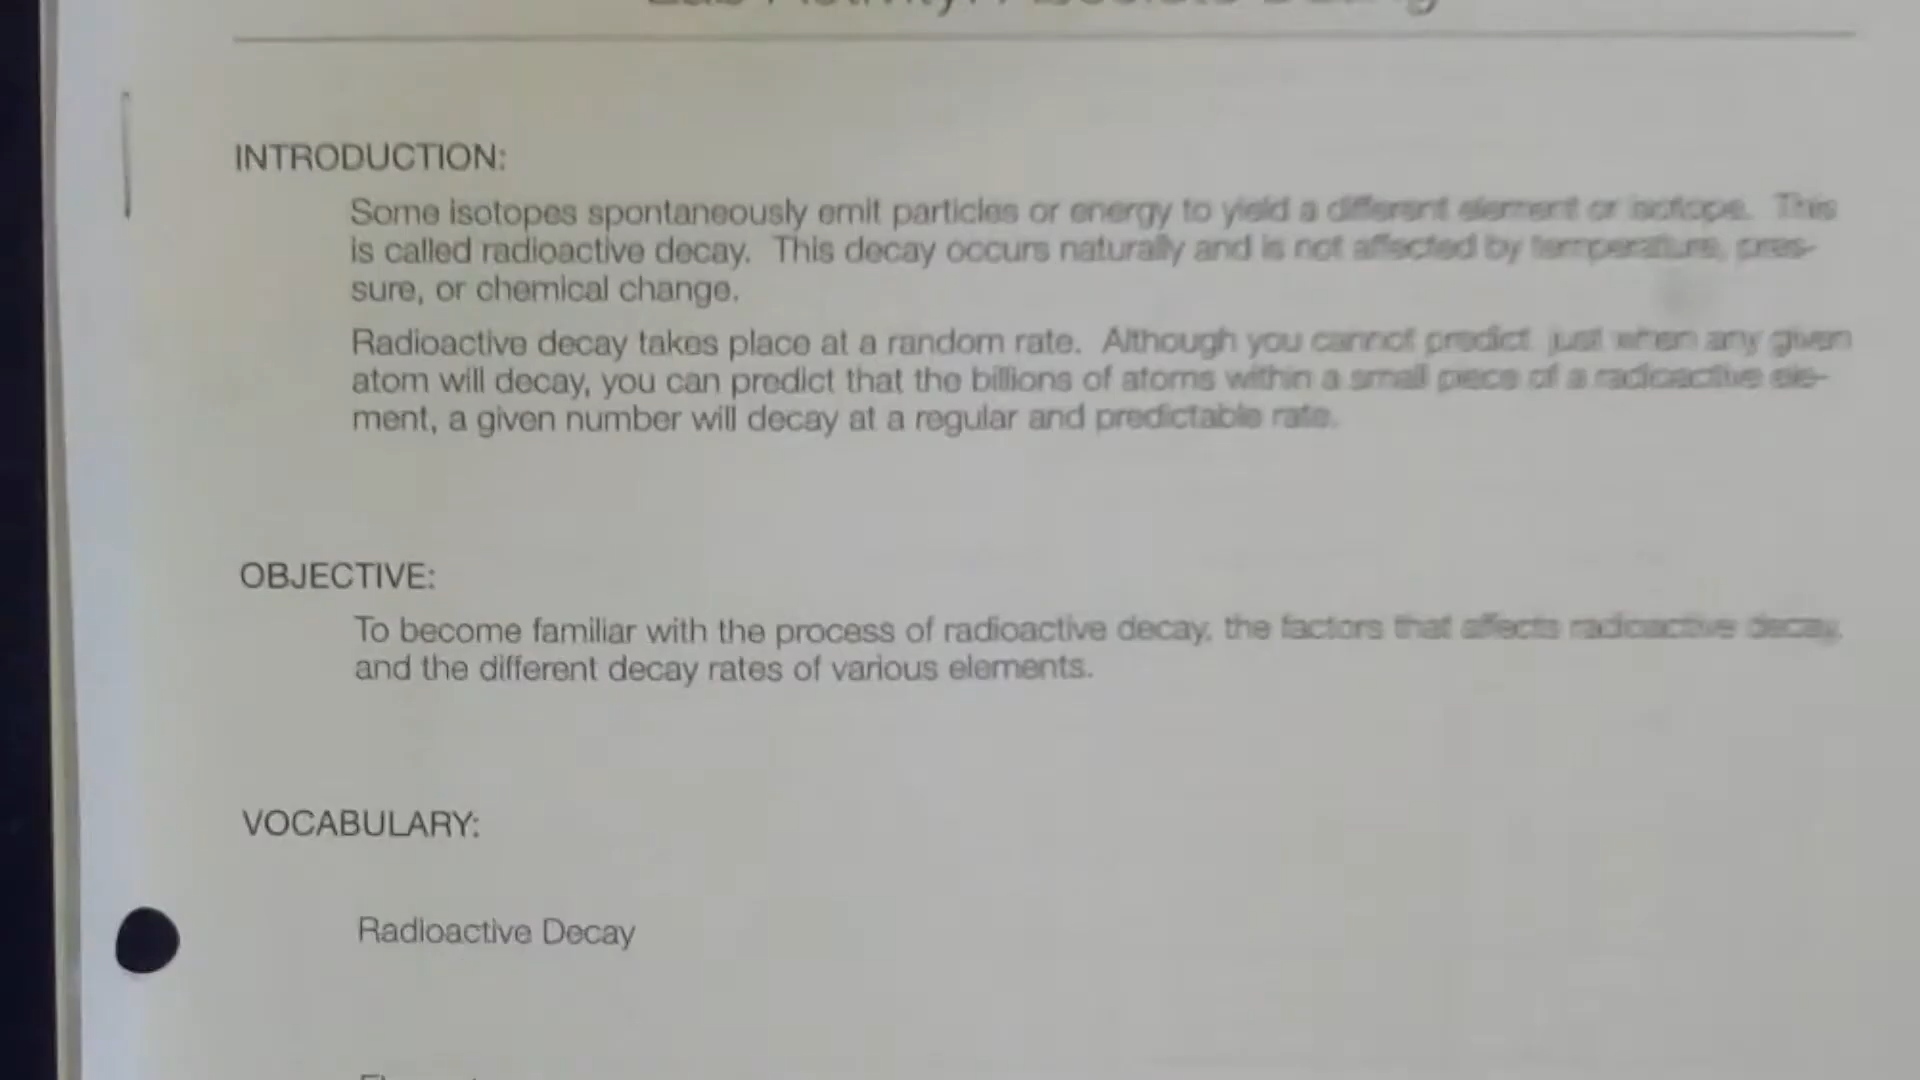 Lab Activity: Absolute Dating
INTRODUCTION:
Some isotopes spontaneously emit particles or energy to yield a different element or isotope. This
is called radioactive decay. This decay occurs naturally and is not affected by temperature, pres-
sure, or chemical change.
Radioactive decay takes place at a random rate. Although you cannot predict just when any given
atom will decay, you can predict that the billions of atoms within a small piece of a radioactive ele-
ment, a given number will decay at a regular and predictable rate.
OBJECTIVE:
To become familiar with the process of radioactive decay, the factors that affects radioactive decay,
and the different decay rates of various elements.
VOCABULARY:
Radioactive Decay